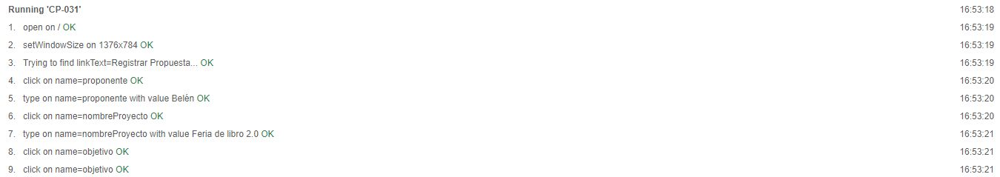 Running 'CP-031' 16:53:18
1. open on / OK 16:53:19
2. setWindowSize on 1376x784 OK 16:53:19
3. Trying to find linkText=Registrar Propuesta... OK 16:53:19
4. click on name=proponente OK 16:53:20
5. type on name=proponente with value Belén OK 16:53:20
6. click on name=nombreProyecto OK 16:53:20
7. type on name=nombreProyecto with value Feria de libro 2.0 OK 16:53:21
8. click on name=objetivo OK 16:53:21
9. click on name=objetivo OK 16:53:21